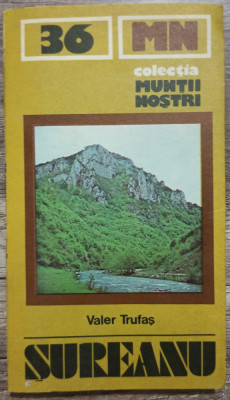 36 MN
colecția
MUNȚII
NOȘTRI
Valer Trufaș
ȘUREANU